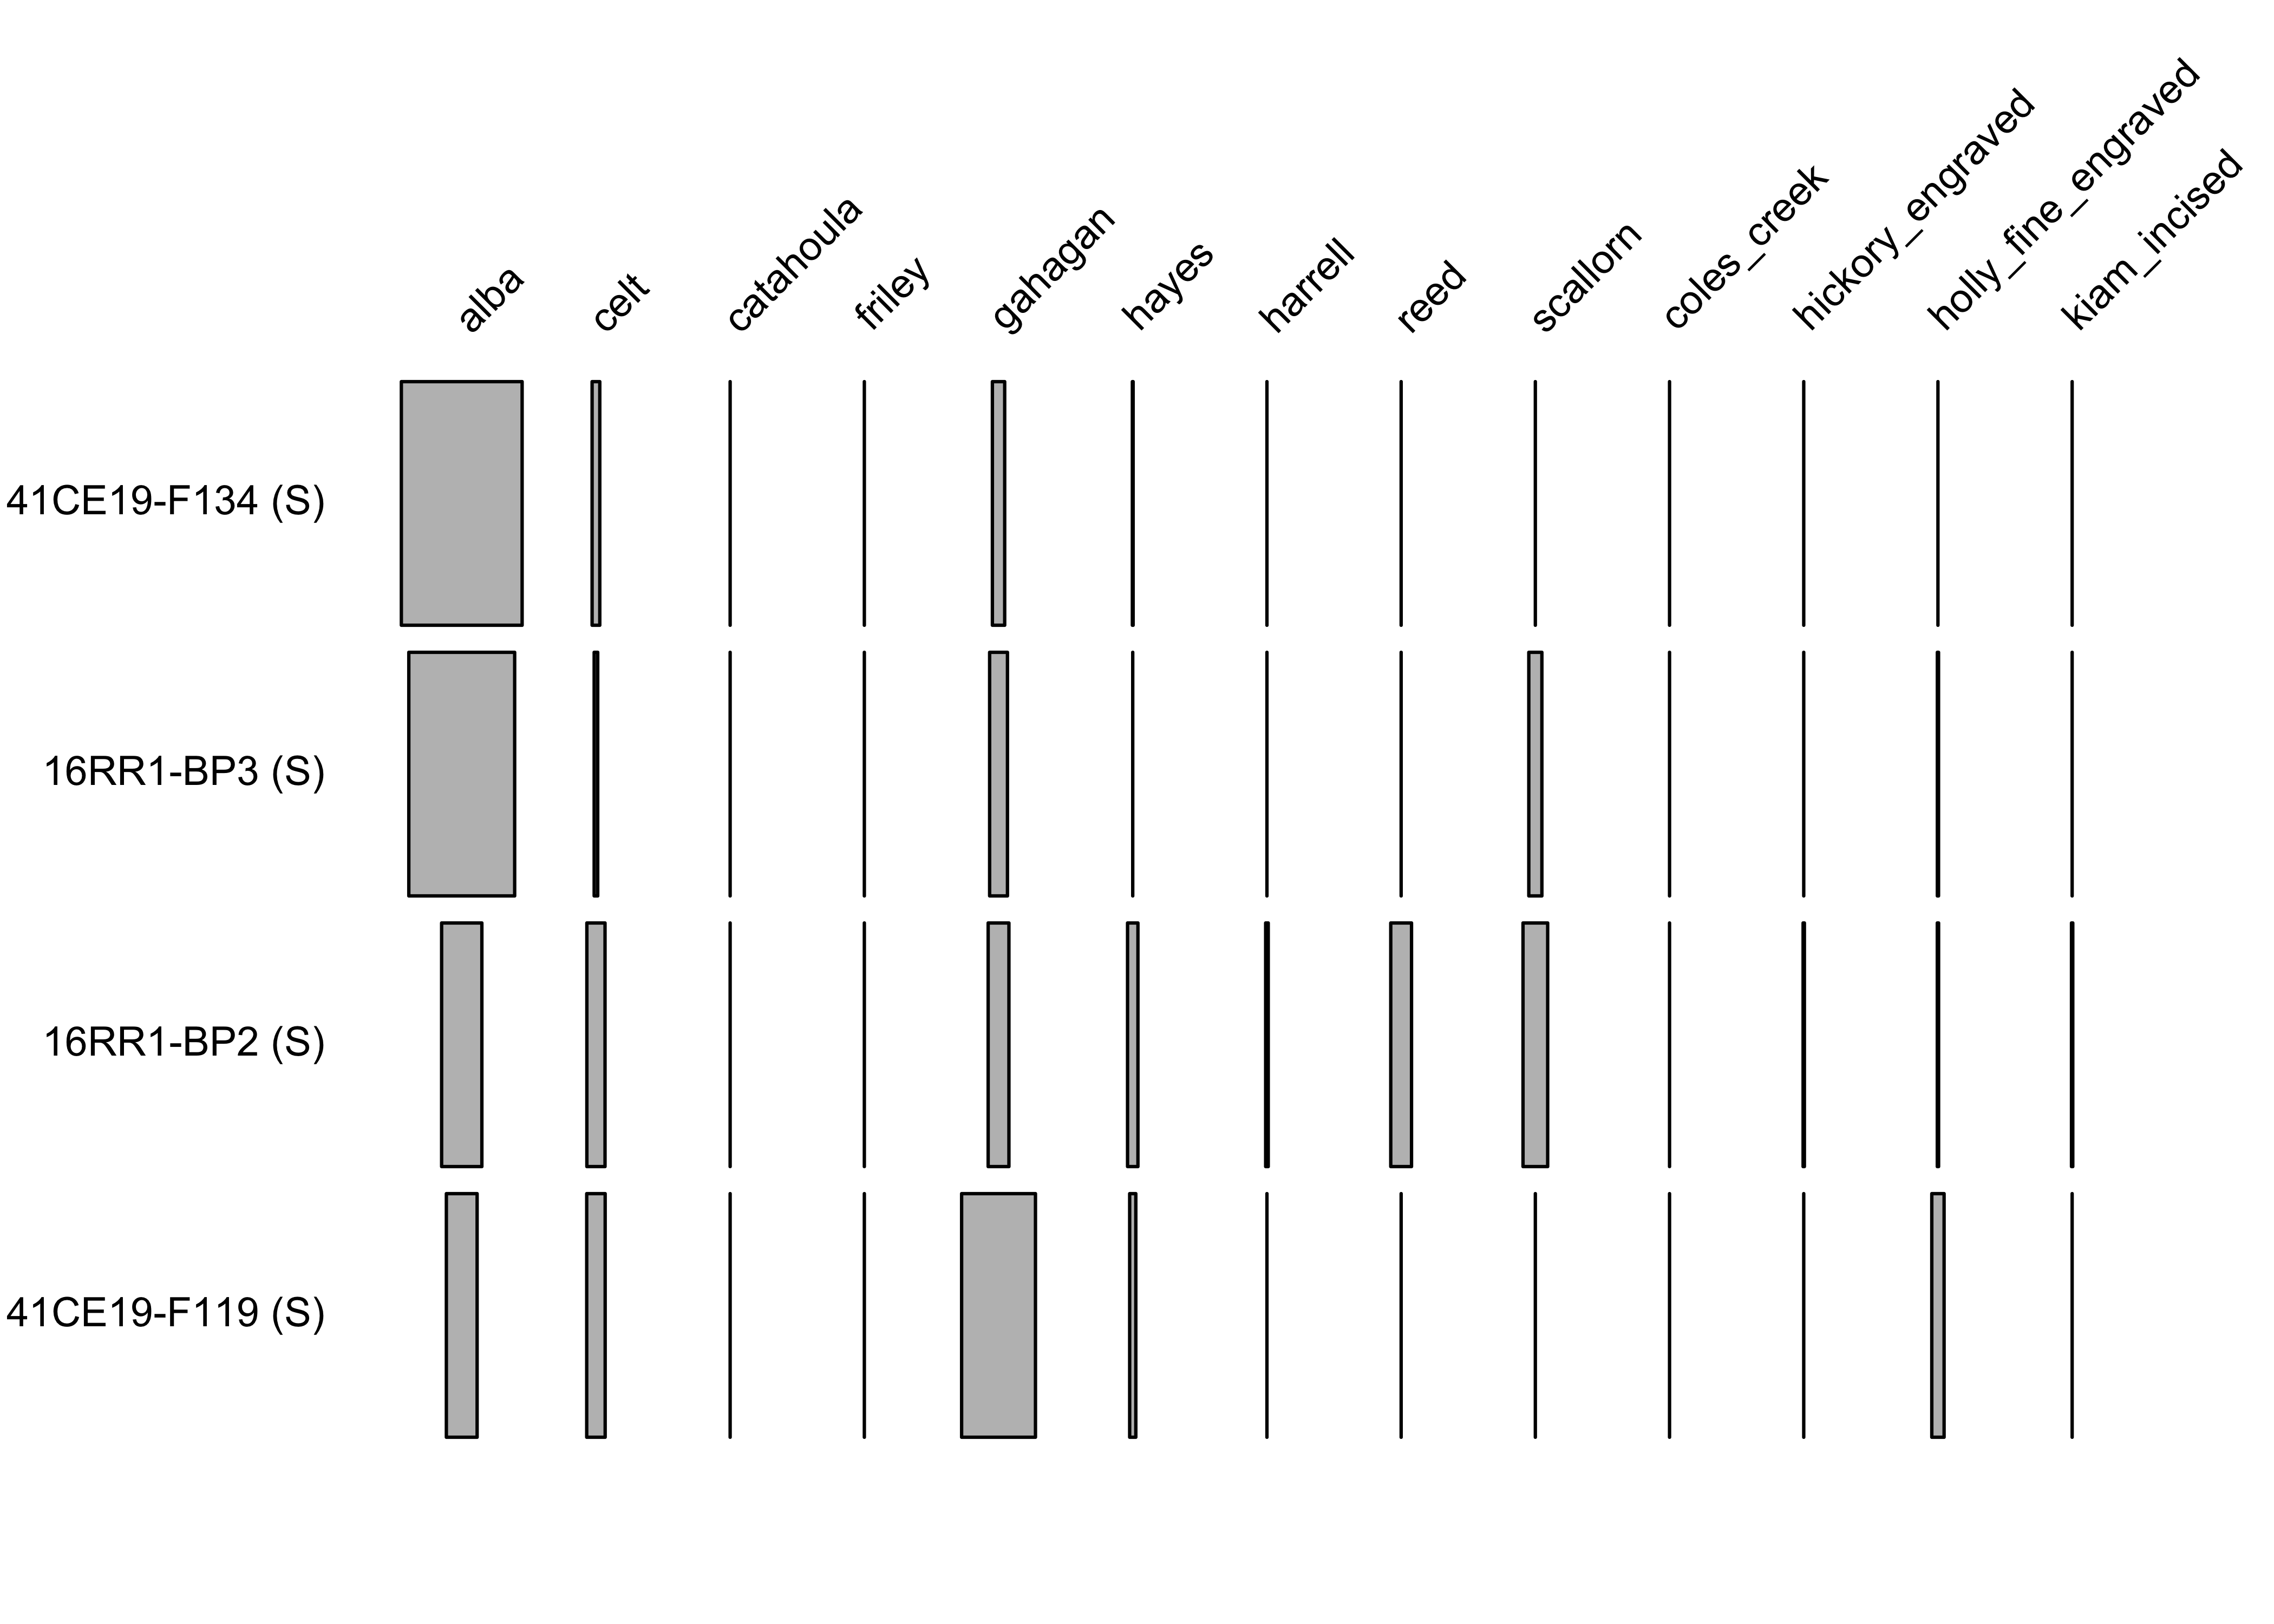 alba
celt
catahoula
friley
gahagan
hayes
harrell
reed
scallorn
coles_creek
hickory_engraved
holly_fine_engraved
kiam_incised
41CE19-F134 (S)
16RR1-BP3 (S)
16RR1-BP2 (S)
41CE19-F119 (S)